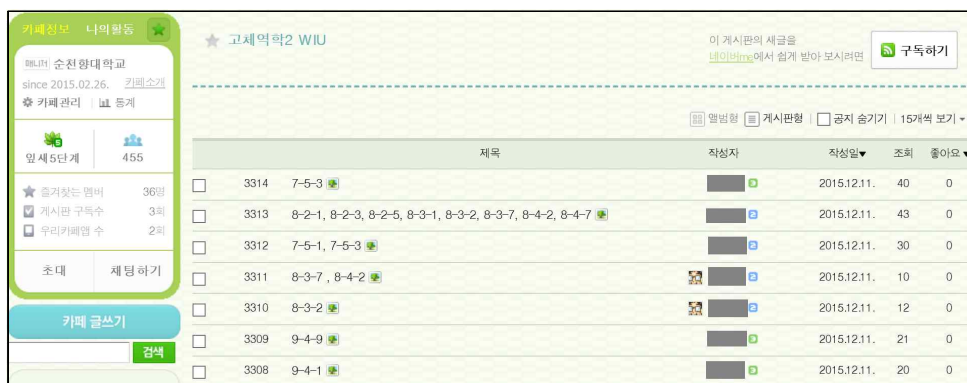 카페정보 나의활동
매니저 순천향대학교
since 2015.02.26. 카페소개
카페관리 통계
잎새5단계 455
즐겨찾는 멤버 36명
게시판 구독수 3회
우리카페앱 수 2회
초대 채팅하기
카페 글쓰기
검색
고체역학2 WIU
이 게시판의 새글을
네이버me에서 쉽게 받아 보시려면
구독하기
앨범형 게시판형 공지 숨기기 15개씩 보기
제목 작성자 작성일▼ 조회 좋아요▼
3314 7-5-3 2015.12.11. 40 0
3313 8-2-1, 8-2-3, 8-2-5, 8-3-1, 8-3-2, 8-3-7, 8-4-2, 8-4-7 2015.12.11. 43 0
3312 7-5-1, 7-5-3 2015.12.11. 30 0
3311 8-3-7 , 8-4-2 2015.12.11. 10 0
3310 8-3-2 2015.12.11. 12 0
3309 9-4-9 2015.12.11. 21 0
3308 9-4-1 2015.12.11. 20 0